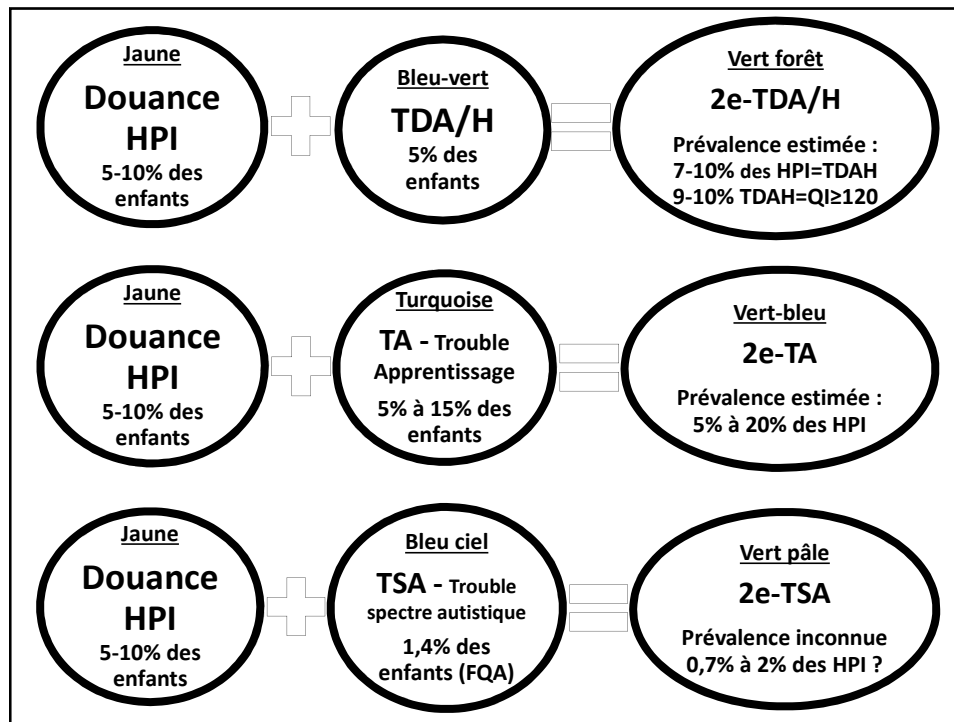 Jaune
Douance
HPI
5-10% des
enfants
Bleu-vert
TDA/H
5% des
enfants
Vert forêt
2e-TDA/H
Prévalence estimée :
7-10% des HPI=TDAH
9-10% TDAH=QI≥120
Jaune
Douance
HPI
5-10% des
enfants
Turquoise
TA - Trouble
Apprentissage
5% à 15% des
enfants
Vert-bleu
2e-TA
Prévalence estimée :
5% à 20% des HPI
Jaune
Douance
HPI
5-10% des
enfants
Bleu ciel
TSA - Trouble
spectre autistique
1,4% des
enfants (FQA)
Vert pâle
2e-TSA
Prévalence inconnue
0,7% à 2% des HPI ?